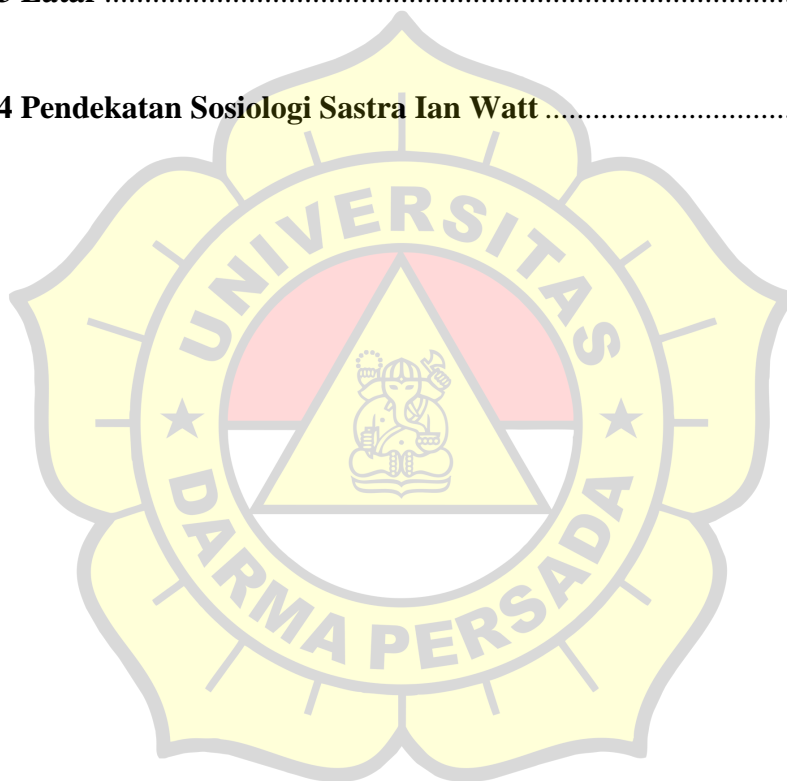 Latar ........................................................................................
4 Pendekatan Sosiologi Sastra Ian Watt ..............................
UNIVERSITAS
DARMA PERSADA